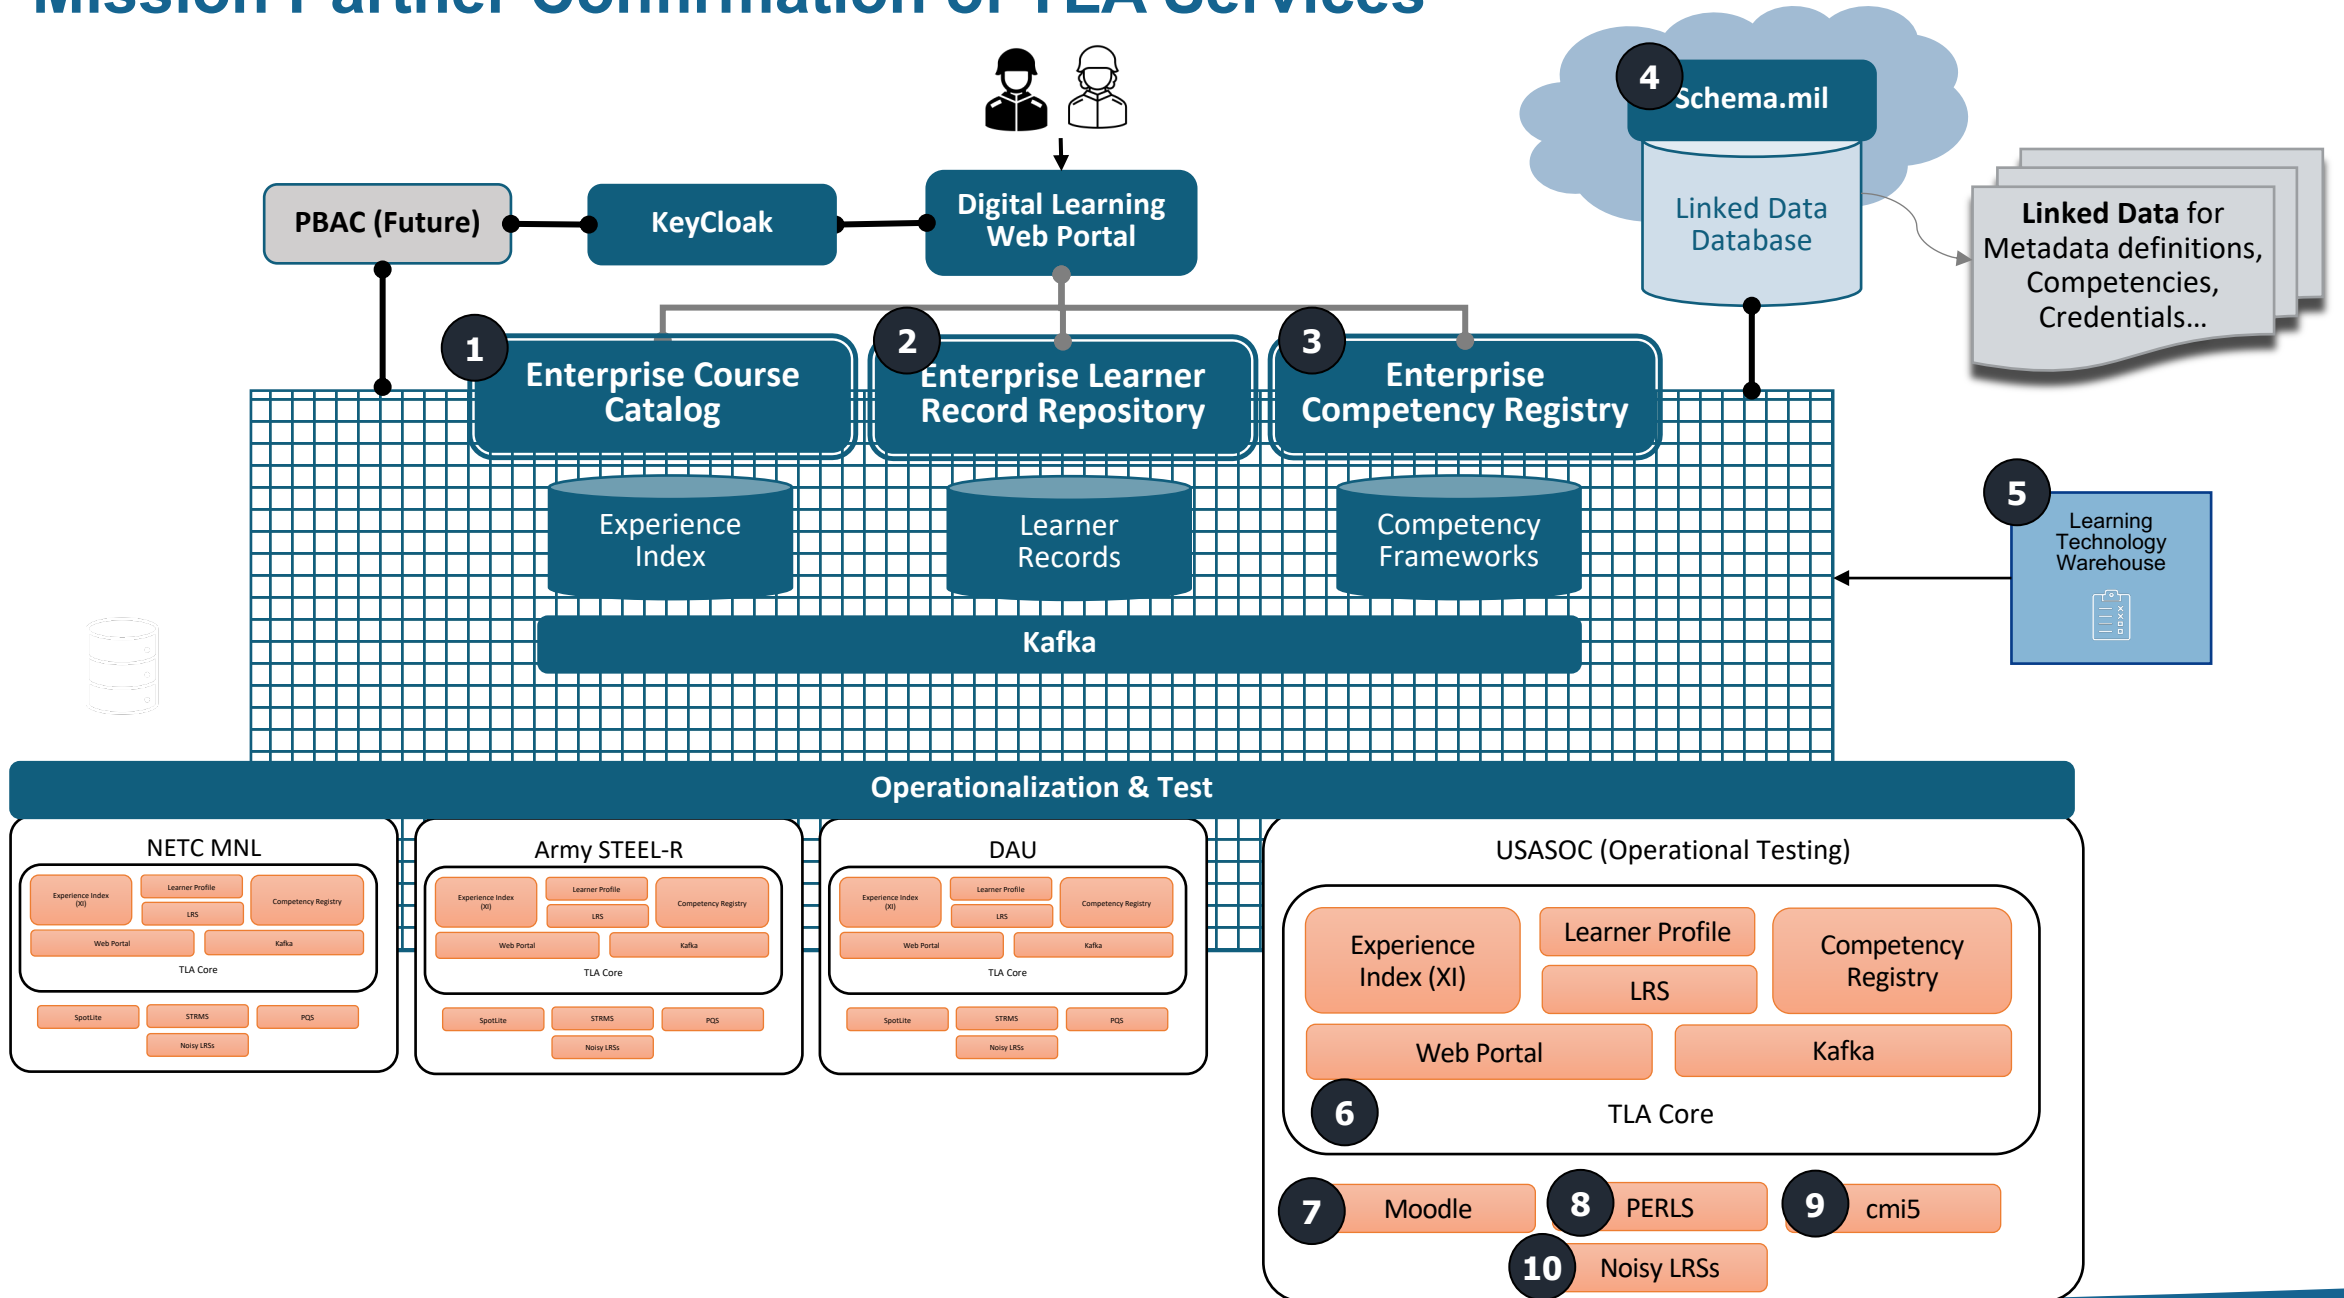 Mission Partner Confirmation of TLA Services
4
Schema.mil
Linked Data
Database
Linked Data for
Metadata definitions,
Competencies,
Credentials...
PBAC (Future)
KeyCloak
Digital Learning
Web Portal
1
Enterprise Course
Catalog
2
Enterprise Learner
Record Repository
3
Enterprise
Competency Registry
Experience
Index
Learner
Records
Competency
Frameworks
5
Learning
Technology
Warehouse
Kafka
Operationalization & Test
NETC MNL
Experience Index
(XI)
Learner Profile
LRS
Competency Registry
Web Portal
Kafka
TLA Core
SpotLite
STRMS
PQS
Noisy LRSs
Army STEEL-R
Experience Index
(XI)
Learner Profile
LRS
Competency Registry
Web Portal
Kafka
TLA Core
SpotLite
STRMS
PQS
Noisy LRSs
DAU
Experience Index
(XI)
Learner Profile
LRS
Competency Registry
Web Portal
Kafka
TLA Core
SpotLite
STRMS
PQS
Noisy LRSs
USASOC (Operational Testing)
Experience
Index (XI)
Learner Profile
LRS
Competency
Registry
Web Portal
Kafka
6
TLA Core
7
Moodle
8
PERLS
9
cmi5
10
Noisy LRSs